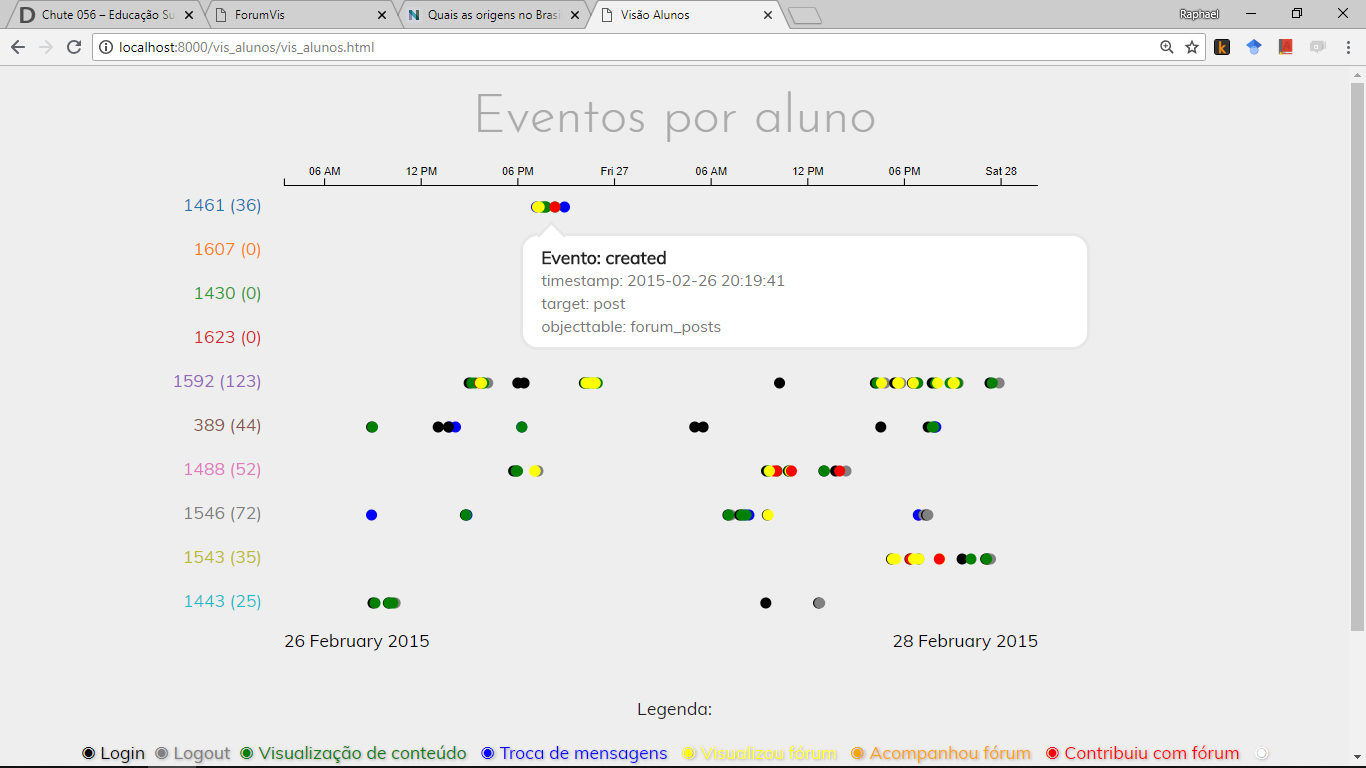 Chute 056 – Educação Su
ForumVis
Quais as origens no Brasi
Visão Alunos
Raphael
localhost:8000/vis_alunos/vis_alunos.html
Eventos por aluno
06 AM 12 PM 06 PM Fri 27 06 AM 12 PM 06 PM Sat 28
1461 (36)
1607 (0)
Evento: created
timestamp: 2015-02-26 20:19:41
1430 (0)
target: post
objecttable: forum_posts
1623 (0)
1592 (123)
389 (44)
1488 (52)
1546 (72)
1543 (35)
1443 (25)
26 February 2015 28 February 2015
Legenda:
Login Logout Visualização de conteúdo Troca de mensagens Visualizou fórum Acompanhou fórum Contribuiu com fórum